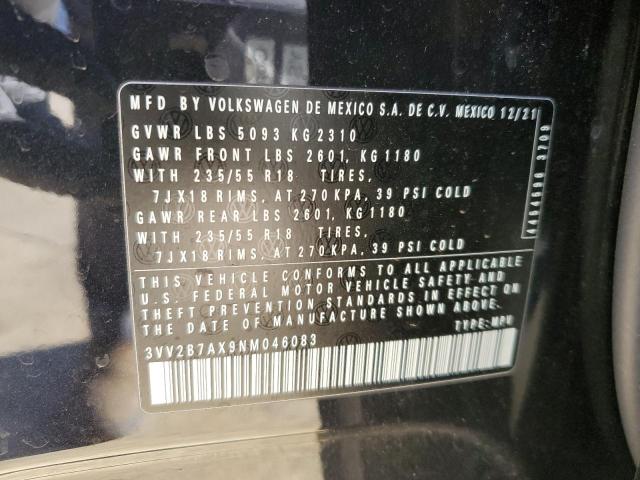 MFD BY VOLKSWAGEN DE MEXICO S.A. DE C.V. MEXICO 12/21
GVWR LBS 5093 KG 2310
GAWR FRONT LBS 2601, KG 1180
WITH 235/55 R18 TIRES,
7JX18 RIMS, AT 270 KPA, 39 PSI COLD
GAWR REAR LBS 2601, KG 1180
WITH 235/55 R18 TIRES,
7JX18 RIMS, AT 270 KPA, 39 PSI COLD
THIS VEHICLE CONFORMS TO ALL APPLICABLE
U.S. FEDERAL MOTOR VEHICLE SAFETY AND
THEFT PREVENTION STANDARDS IN EFFECT ON
THE DATE OF MANUFACTURE SHOWN ABOVE.
3VV2B7AX9NM046083 TYPE: MPV
3709